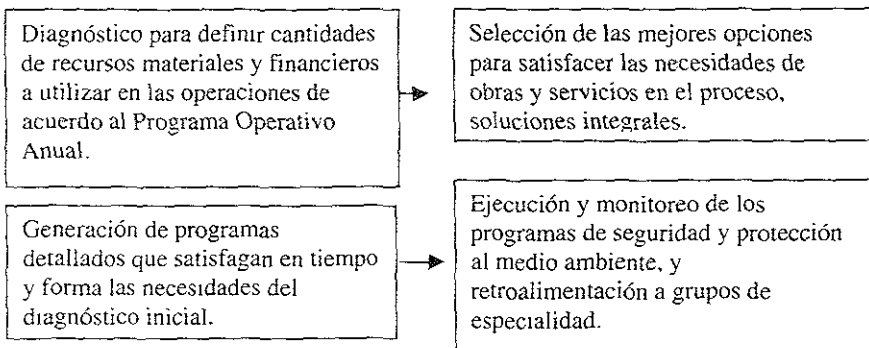 Diagnóstico para definir cantidades
de recursos materiales y financieros
a utilizar en las operaciones de
acuerdo al Programa Operativo
Anual.
Selección de las mejores opciones
para satisfacer las necesidades de
obras y servicios en el proceso,
soluciones integrales.
Generación de programas
detallados que satisfagan en tiempo
y forma las necesidades del
diagnóstico inicial.
Ejecución y monitoreo de los
programas de seguridad y protección
al medio ambiente, y
retroalimentación a grupos de
especialidad.